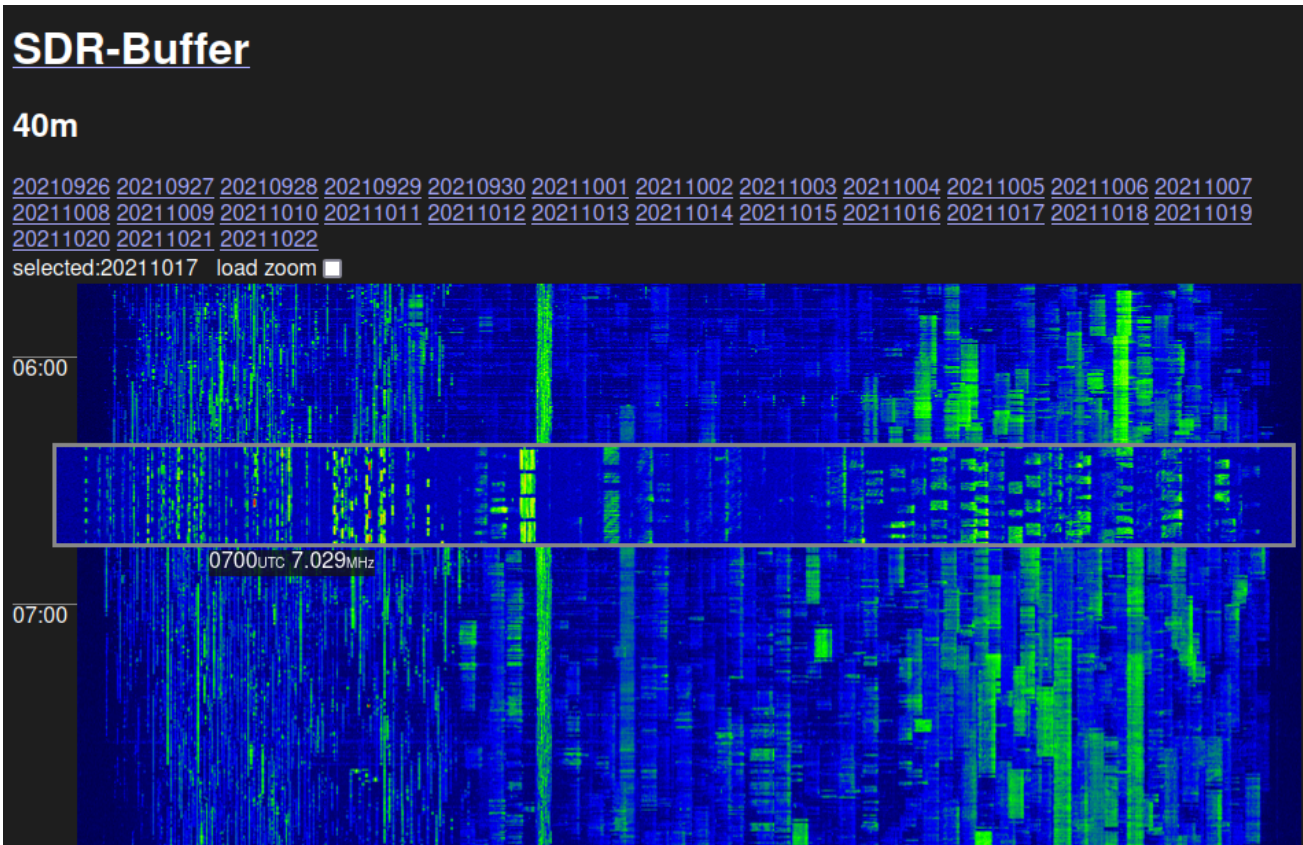 SDR-Buffer
40m
20210926 20210927 20210928 20210929 20210930 20211001 20211002 20211003 20211004 20211005 20211006 20211007
20211008 20211009 20211010 20211011 20211012 20211013 20211014 20211015 20211016 20211017 20211018 20211019
20211020 20211021 20211022
selected:20211017 load zoom
06:00
0700UTC 7.029MHz
07:00